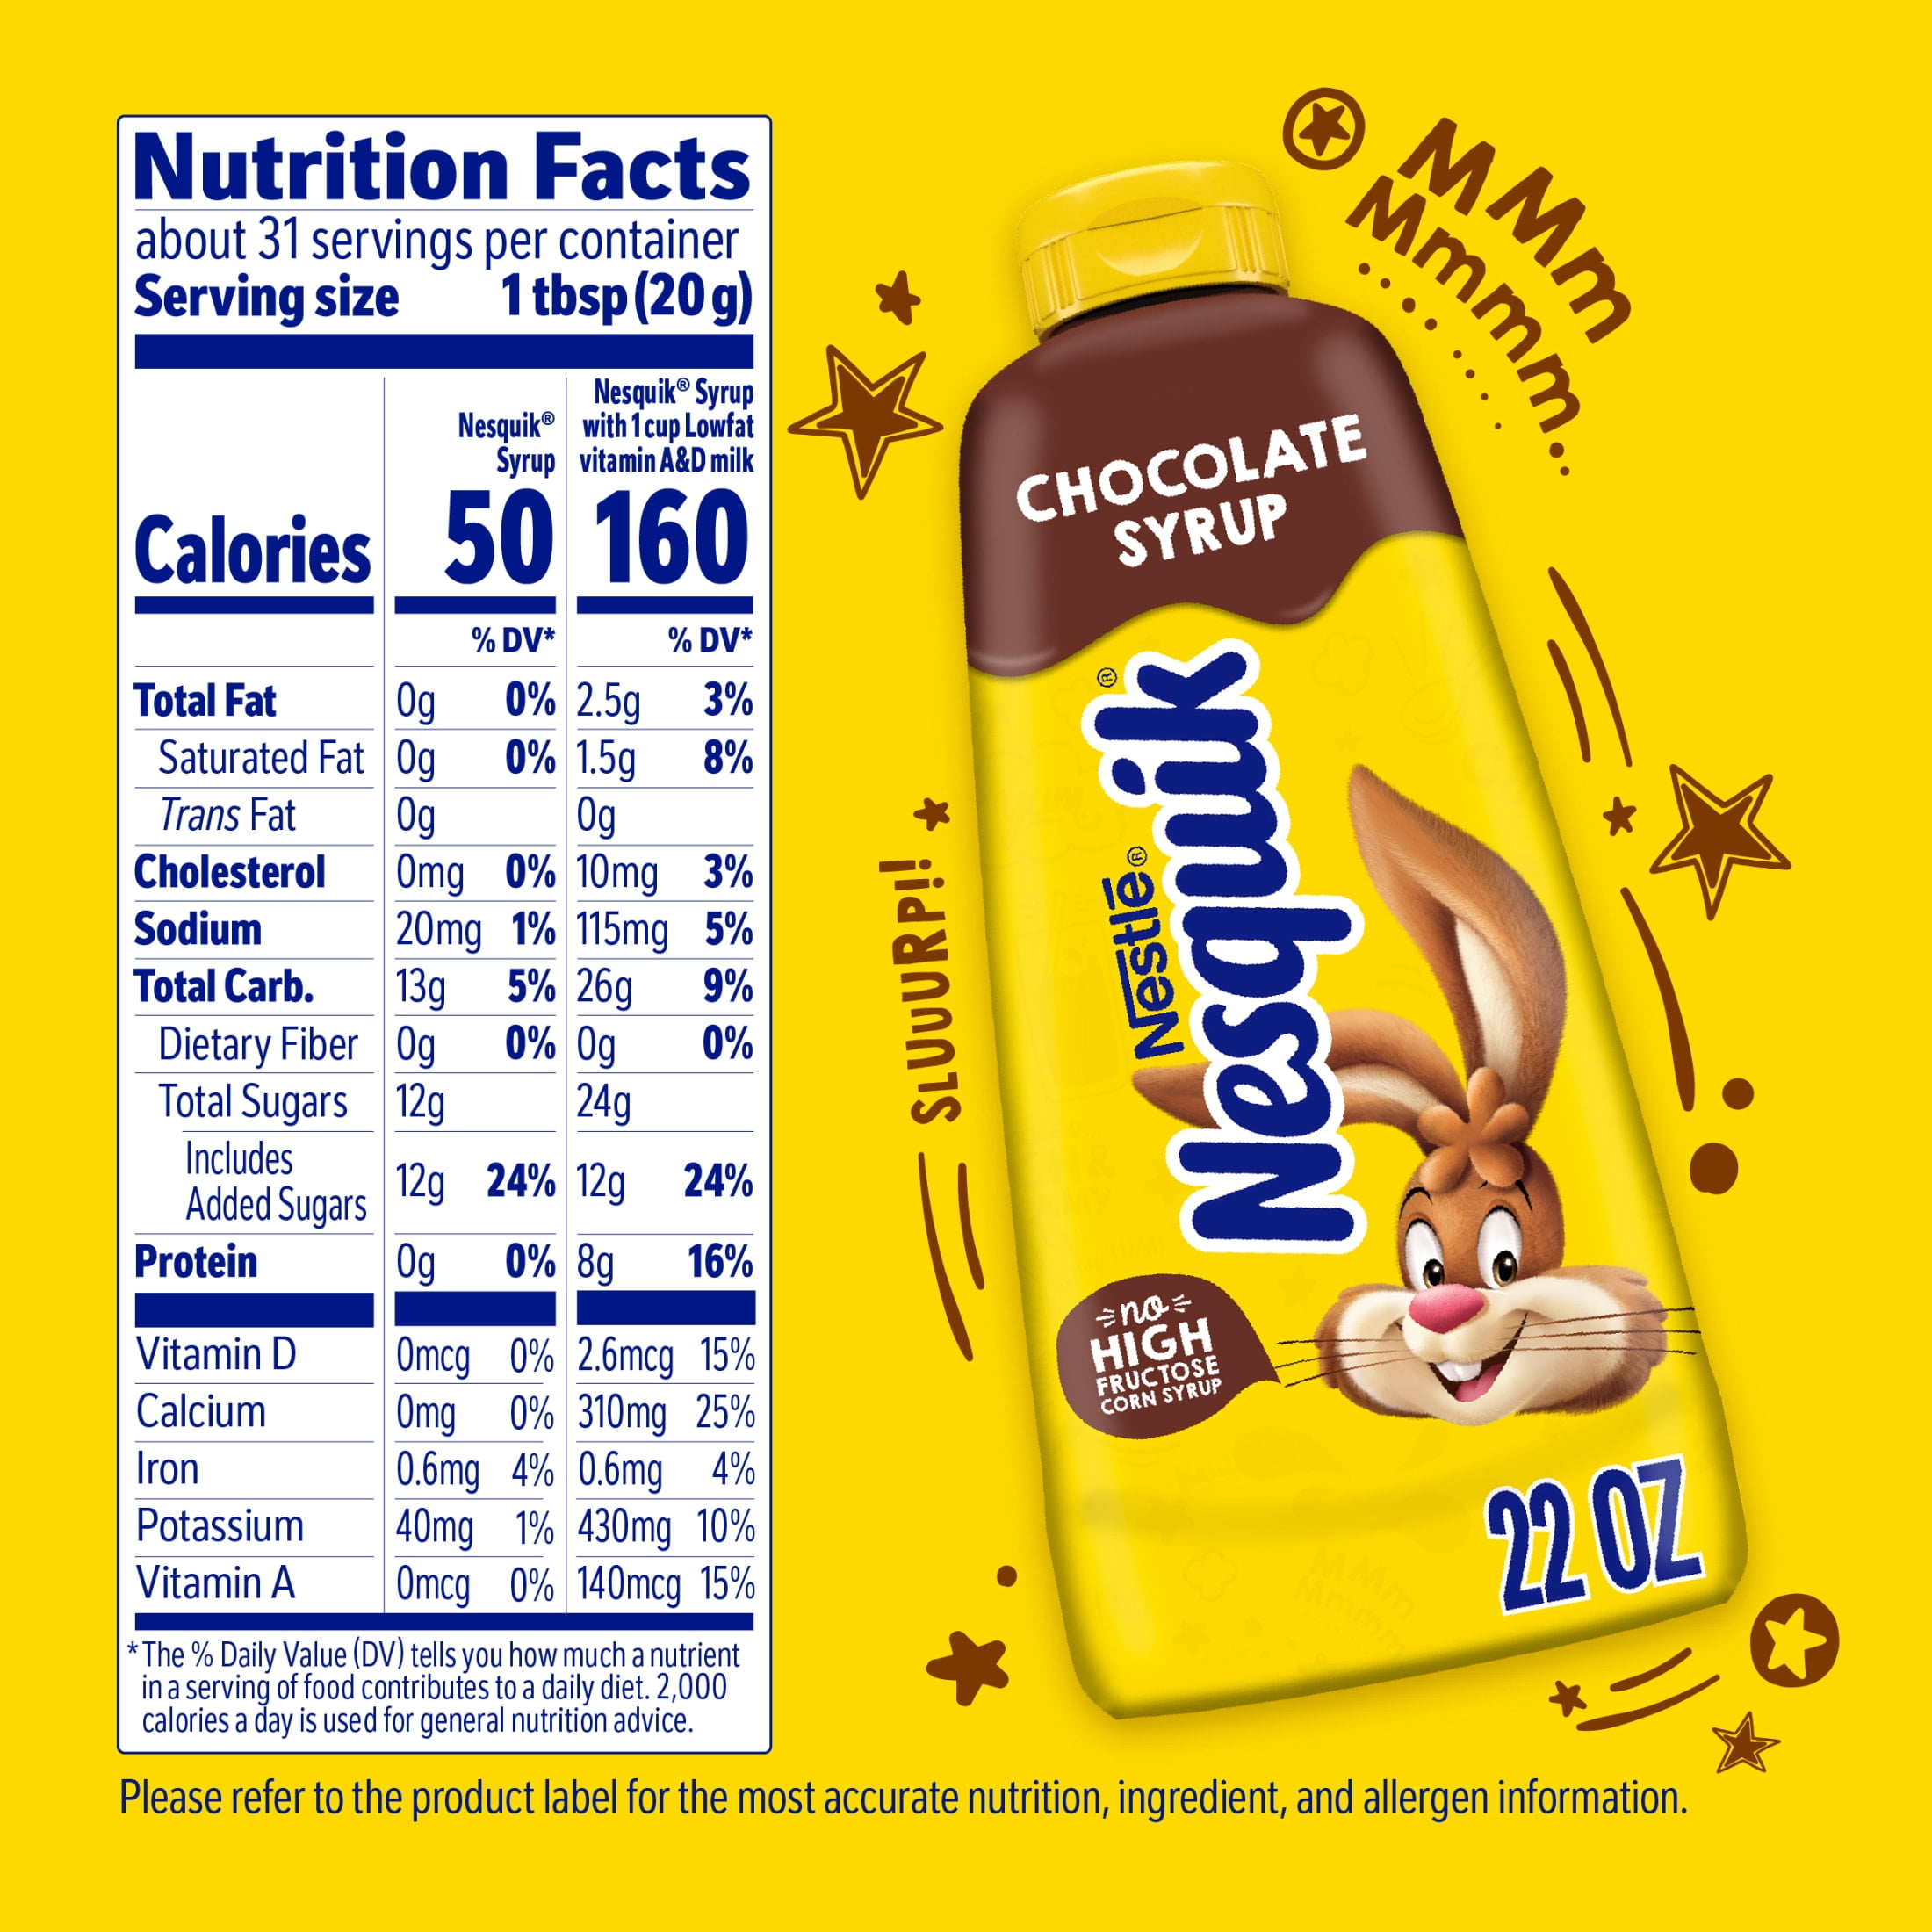 Nutrition Facts
about 31 servings per container
Serving size 1 tbsp (20 g)
Nesquik® Syrup
Nesquik® Syrup with 1 cup Lowfat vitamin A&D milk
Calories 50 160
% DV* % DV*
Total Fat 0g 0% 2.5g 3%
Saturated Fat 0g 0% 1.5g 8%
Trans Fat 0g 0g
Cholesterol 0mg 0% 10mg 3%
Sodium 20mg 1% 115mg 5%
Total Carb. 13g 5% 26g 9%
Dietary Fiber 0g 0% 0g 0%
Total Sugars 12g 24g
Includes Added Sugars 12g 24% 12g 24%
Protein 0g 0% 8g 16%
Vitamin D 0mcg 0% 2.6mcg 15%
Calcium 0mg 0% 310mg 25%
Iron 0.6mg 4% 0.6mg 4%
Potassium 40mg 1% 430mg 10%
Vitamin A 0mcg 0% 140mcg 15%
*The % Daily Value (DV) tells you how much a nutrient
in a serving of food contributes to a daily diet. 2,000
calories a day is used for general nutrition advice.
MMm
Mmmmm..
CHOCOLATE
SYRUP
SLUUURP!!
Nestlé®
Nesquik®
no
HIGH
FRUCTOSE
CORN SYRUP
22 OZ
Please refer to the product label for the most accurate nutrition, ingredient, and allergen information.